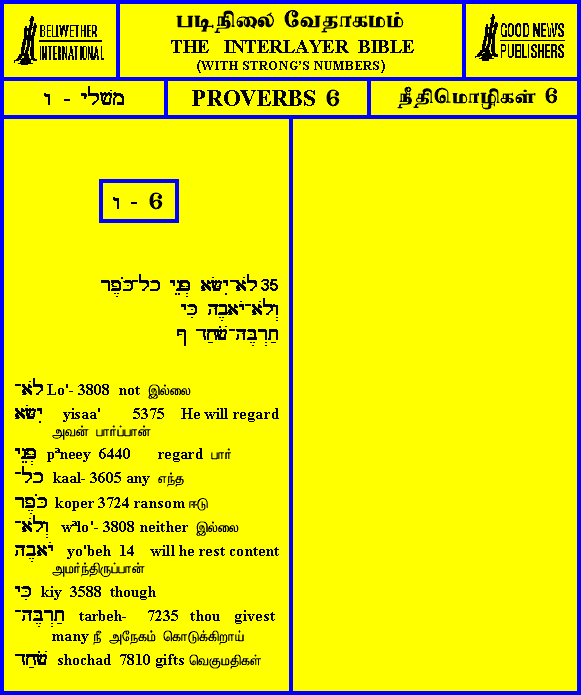 BELLWETHER
INTERNATIONAL
படிநிலை வேதாகமம்
THE INTERLAYER BIBLE
(WITH STRONG'S NUMBERS)
GOOD NEWS
PUBLISHERS
משלי - ו
PROVERBS 6
நீதிமொழிகள் 6
ו - 6
35 לֹא־יִשָּׂא פְּנֵי כָל־כֹּפֶר
וְלֹא־יֹאבֶה כִּי
תַרְבֶּה־שֹׁחַד׃ ף
לֹא־ Lo'- 3808 not இல்லை
יִשָּׂא yisaa' 5375 He will regard
அவன் பார்ப்பான்
פְּנֵי pªneey 6440 regard பார்
כָל־ kaal- 3605 any எந்த
כֹּפֶר koper 3724 ransom ஈடு
וְלֹא־ wªlo'- 3808 neither இல்லை
יֹאבֶה yo'beh 14 will he rest content
அமர்ந்திருப்பான்
כִּי kiy 3588 though
תַרְבֶּה־ tarbeh- 7235 thou givest
many நீ அநேகம் கொடுக்கிறாய்
שֹׁחַד shochad 7810 gifts வெகுமதிகள்